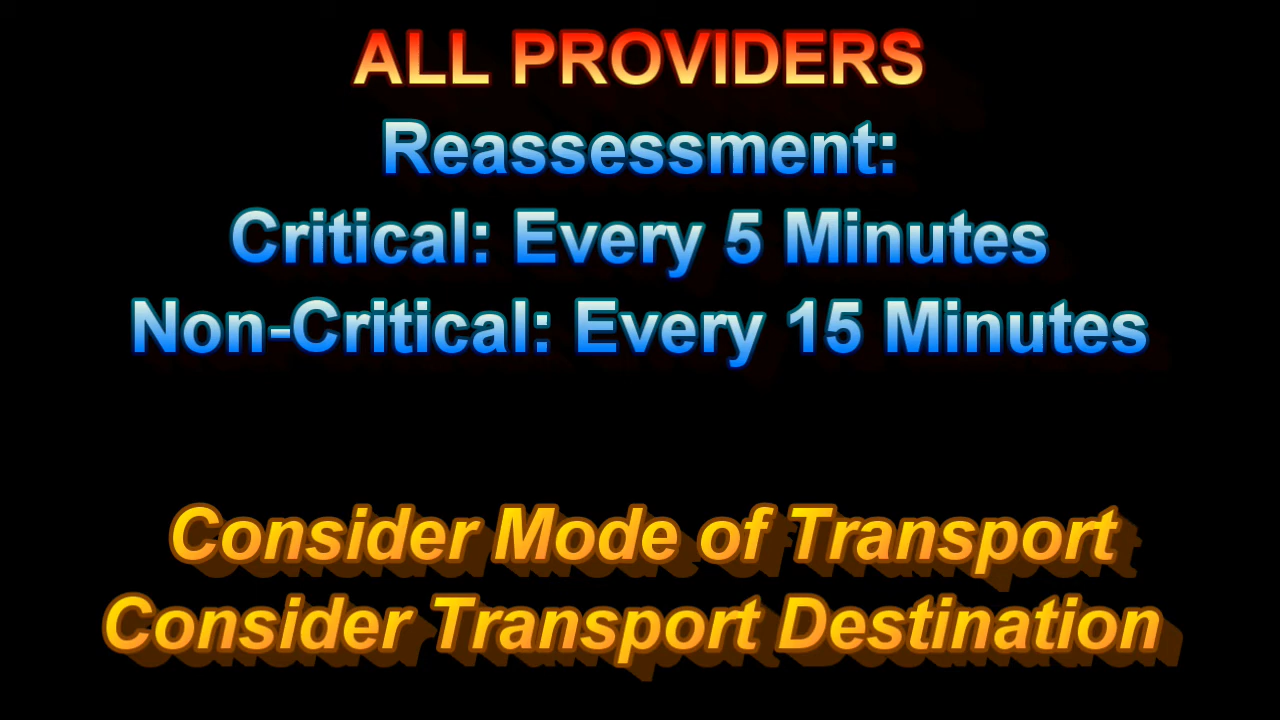 ALL PROVIDERS
Reassessment:
Critical: Every 5 Minutes
Non-Critical: Every 15 Minutes
Consider Mode of Transport
Consider Transport Destination